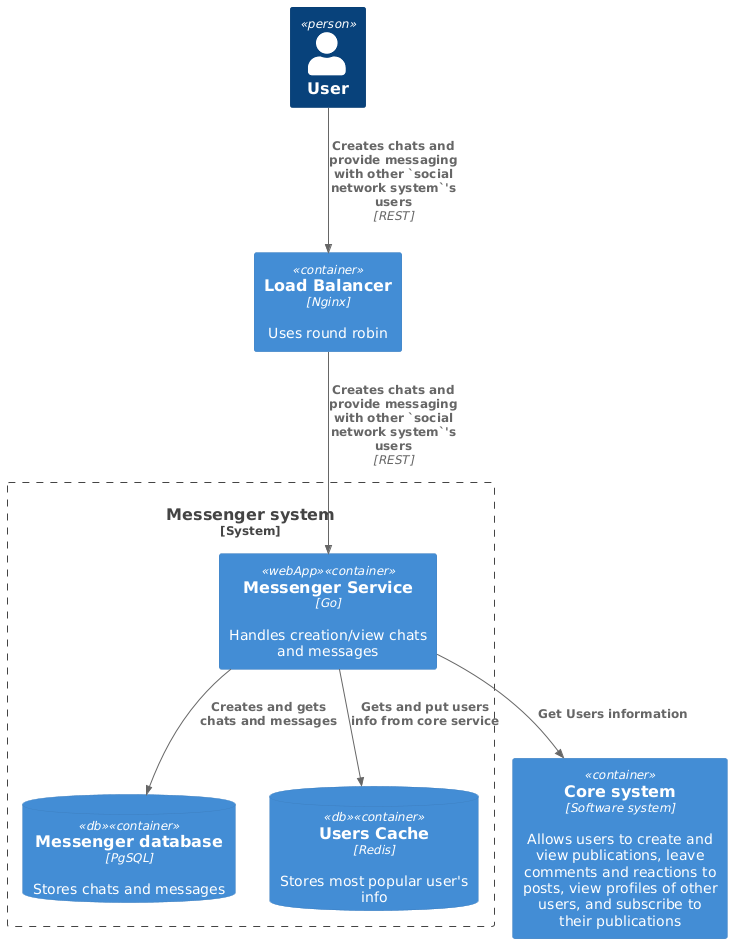 «person»
User
Creates chats and
provide messaging
with other `social
network system`'s
users
[REST]
«container»
Load Balancer
[Nginx]
Uses round robin
Creates chats and
provide messaging
with other `social
network system`'s
users
[REST]
Messenger system
[System]
«webApp»«container»
Messenger Service
[Go]
Handles creation/view chats
and messages
Creates and gets
chats and messages
Gets and put users
info from core service
Get Users information
«db»«container»
Messenger database
[PgSQL]
Stores chats and messages
«db»«container»
Users Cache
[Redis]
Stores most popular user's
info
«container»
Core system
[Software system]
Allows users to create and
view publications, leave
comments and reactions to
posts, view profiles of other
users, and subscribe to
their publications